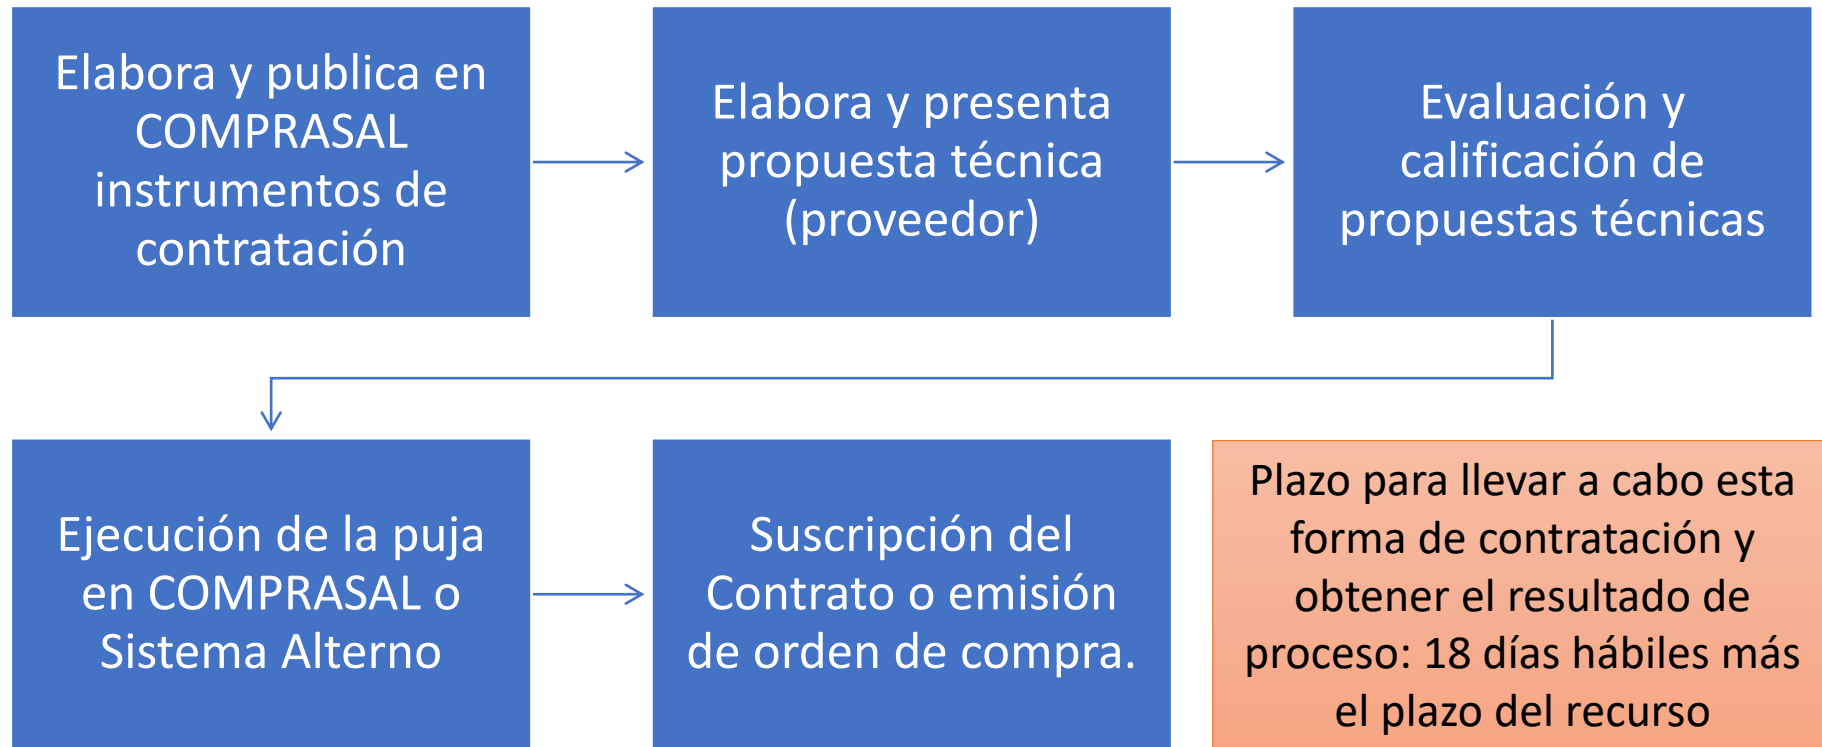 Elabora y publica en
COMPRASAL
instrumentos de
contratación
Elabora y presenta
propuesta técnica
(proveedor)
Evaluación y
calificación de
propuestas técnicas
Ejecución de la puja
en COMPRASAL o
Sistema Alterno
Suscripción del
Contrato o emisión
de orden de compra.
Plazo para llevar a cabo esta
forma de contratación y
obtener el resultado de
proceso: 18 días hábiles más
el plazo del recurso